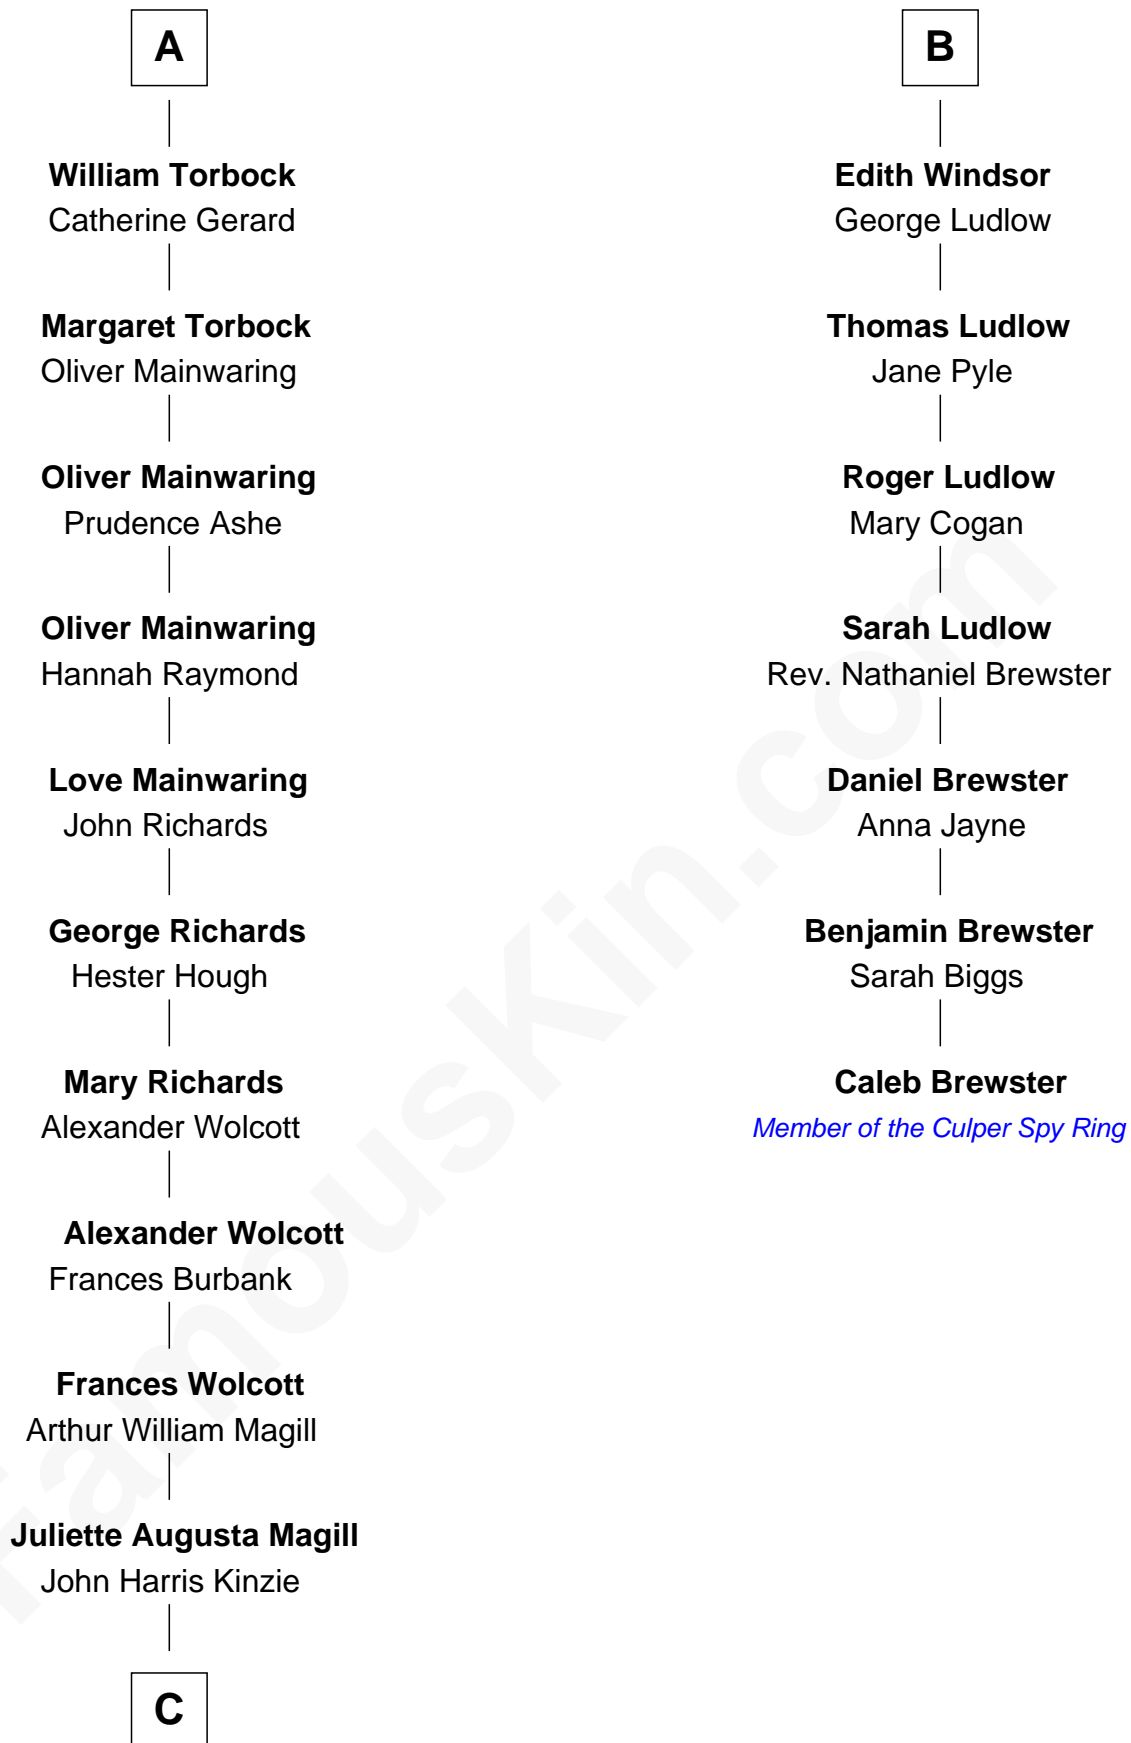 A
William Torbock
Catherine Gerard
Margaret Torbock
Oliver Mainwaring
Oliver Mainwaring
Prudence Ashe
Oliver Mainwaring
Hannah Raymond
Love Mainwaring
John Richards
George Richards
Hester Hough
Mary Richards
Alexander Wolcott
Alexander Wolcott
Frances Burbank
Frances Wolcott
Arthur William Magill
Juliette Augusta Magill
John Harris Kinzie
C
B
Edith Windsor
George Ludlow
Thomas Ludlow
Jane Pyle
Roger Ludlow
Mary Cogan
Sarah Ludlow
Rev. Nathaniel Brewster
Daniel Brewster
Anna Jayne
Benjamin Brewster
Sarah Biggs
Caleb Brewster
Member of the Culper Spy Ring
FamousKin.com